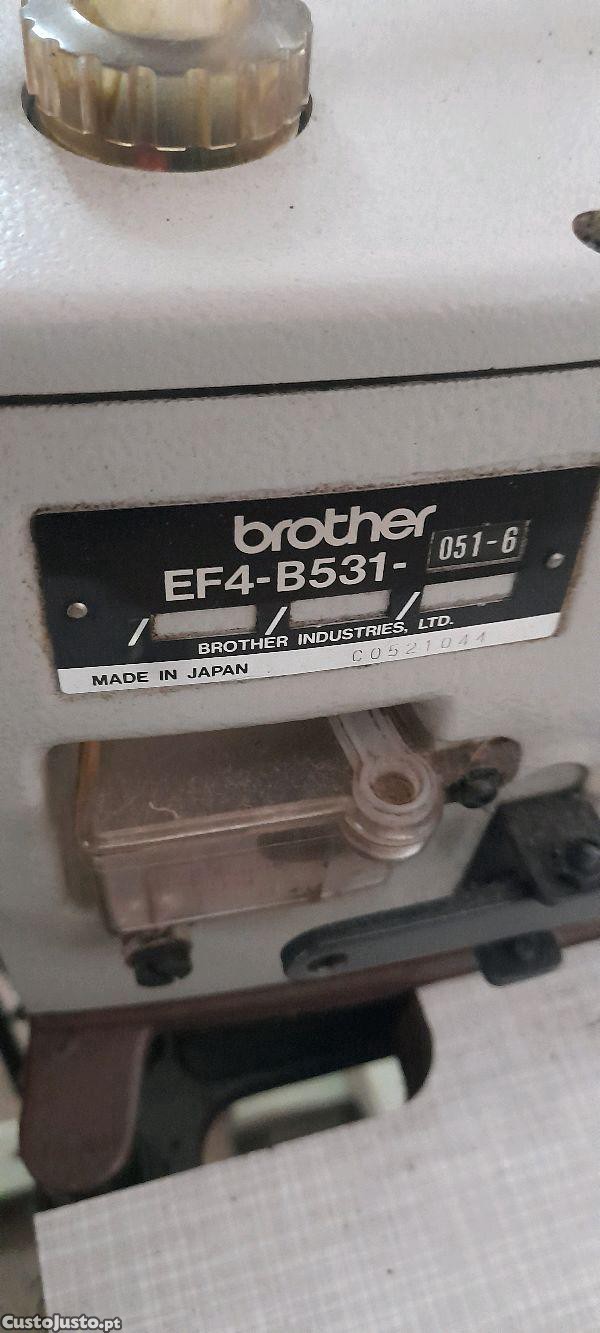 brother
EF4-B531- 051-6
/ / /
BROTHER INDUSTRIES, LTD.
MADE IN JAPAN C0521044
CustoJusto.pt